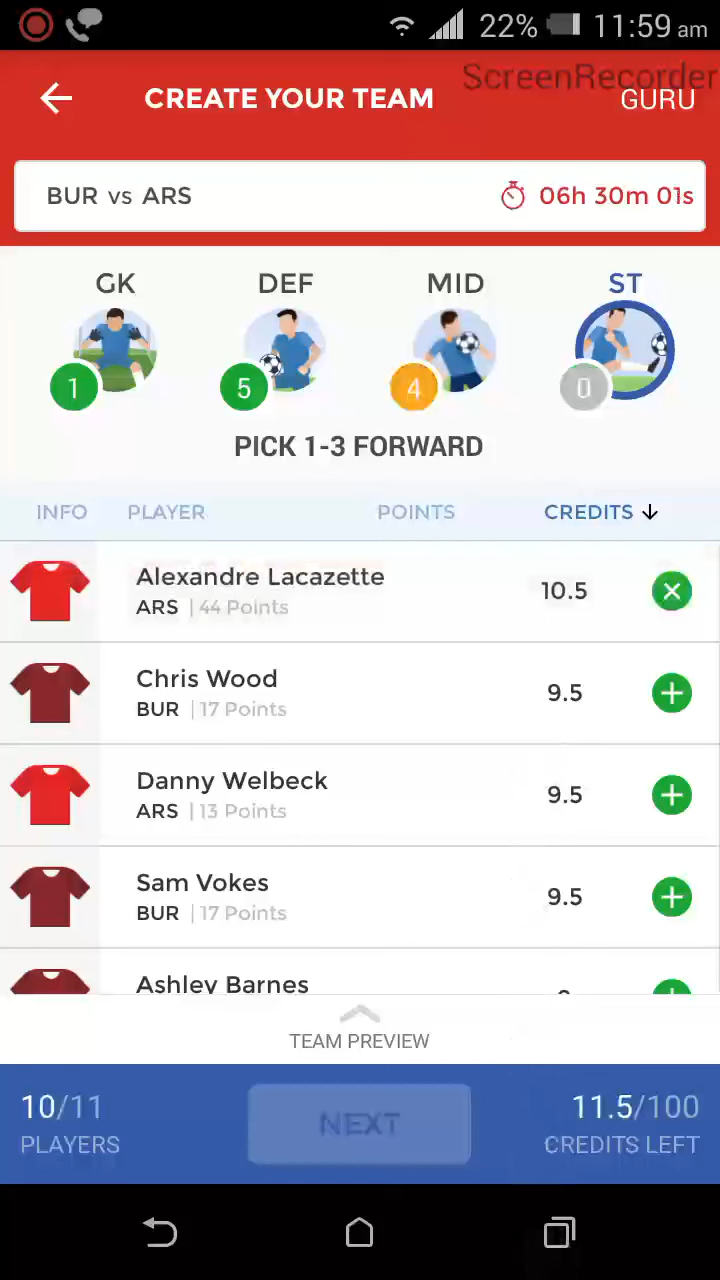 22% 11:59 am
ScreenRecorder
CREATE YOUR TEAM GURU
BUR vs ARS 06h 30m 01s
GK DEF MID ST
1 5 4 0
PICK 1-3 FORWARD
INFO PLAYER POINTS CREDITS
Alexandre Lacazette
ARS | 44 Points 10.5
Chris Wood
BUR | 17 Points 9.5
Danny Welbeck
ARS | 13 Points 9.5
Sam Vokes
BUR | 17 Points 9.5
Ashley Barnes
TEAM PREVIEW
10/11 NEXT 11.5/100
PLAYERS CREDITS LEFT